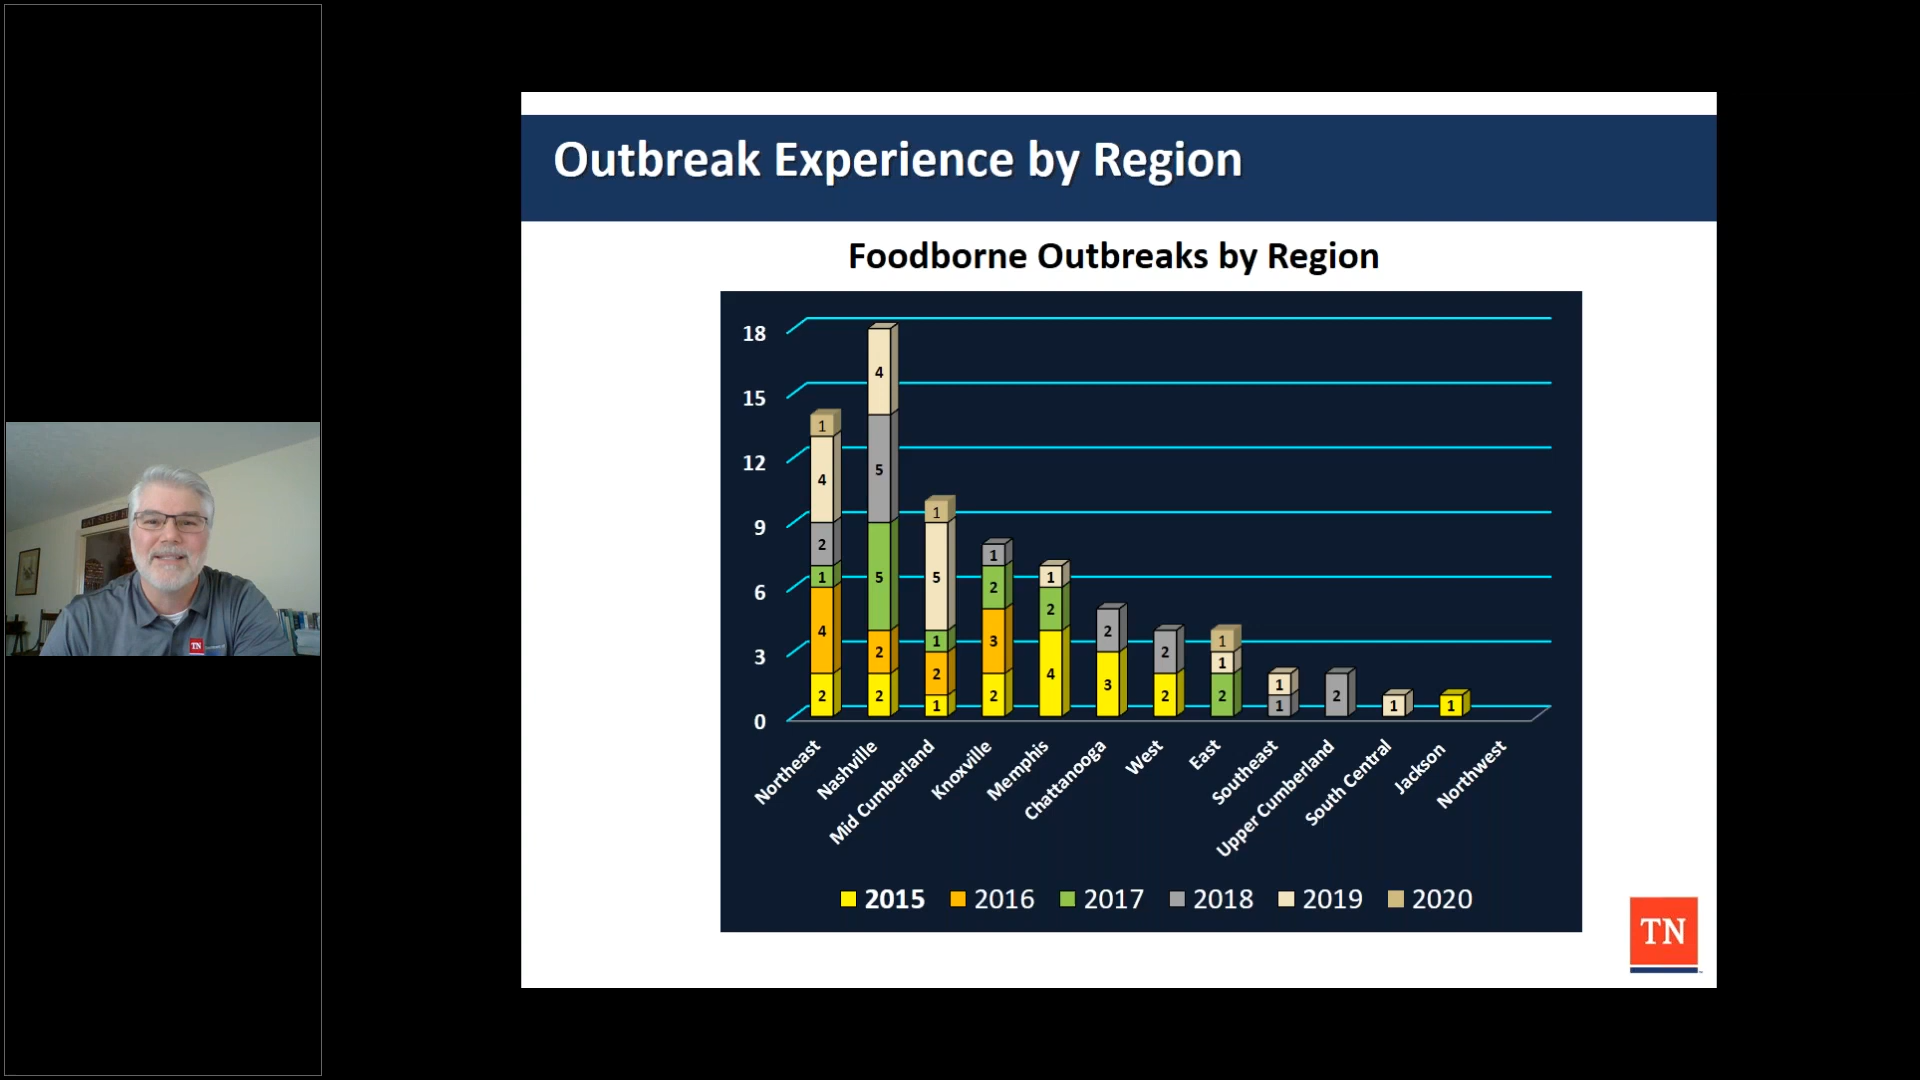 Outbreak Experience by Region
Foodborne Outbreaks by Region
18
15
12
9
6
3
0
2 4 1 2 4 1
2 2 5 5 4
1 2 1 5 1
2 3 2 1
4 2 1
3 2
2 2
2 1 1
1 1
2
1
1
Northeast
Nashville
Mid Cumberland
Knoxville
Memphis
Chattanooga
West
East
Southeast
Upper Cumberland
South Central
Jackson
Northwest
2015 2016 2017 2018 2019 2020
TN
TN